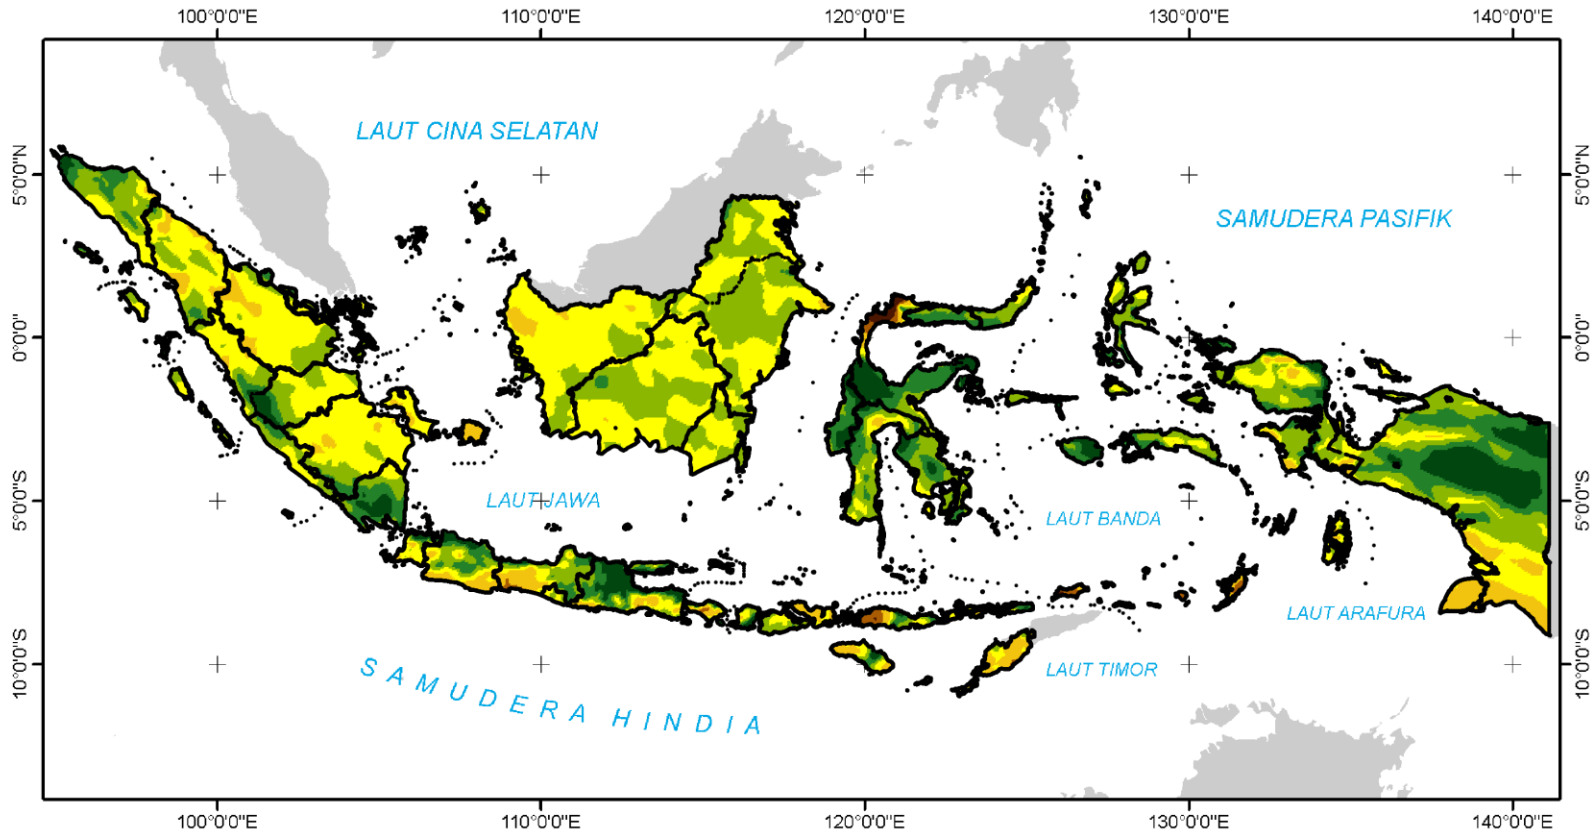 100°0'0"E 110°0'0"E 120°0'0"E 130°0'0"E 140°0'0"E
LAUT CINA SELATAN
5°0'0"N 5°0'0"N
SAMUDERA PASIFIK
0°0'0" 0°0'0"
5°0'0"S LAUT JAWA 5°0'0"S
LAUT BANDA
LAUT ARAFURA
10°0'0"S LAUT TIMOR 10°0'0"S
SAMUDERA HINDIA
100°0'0"E 110°0'0"E 120°0'0"E 130°0'0"E 140°0'0"E